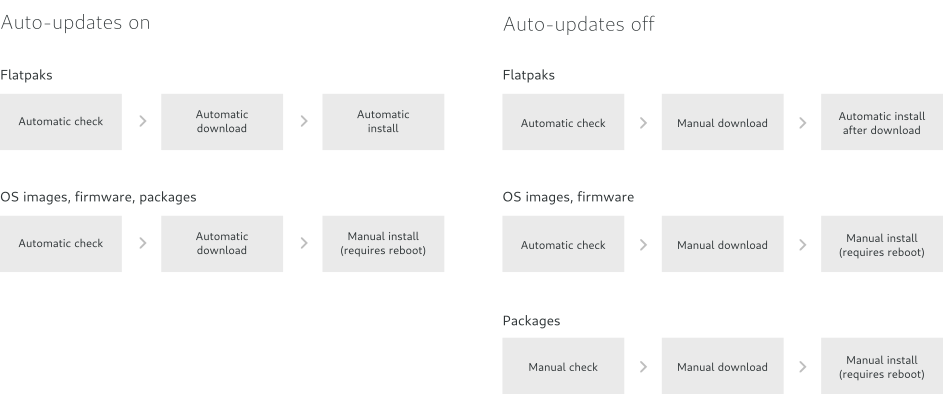 Auto-updates on
Flatpaks
Automatic check
Automatic
download
Automatic
install
OS images, firmware, packages
Automatic check
Automatic
download
Manual install
(requires reboot)
Auto-updates off
Flatpaks
Automatic check
Manual download
Automatic install
after download
OS images, firmware
Automatic check
Manual download
Manual install
(requires reboot)
Packages
Manual check
Manual download
Manual install
(requires reboot)